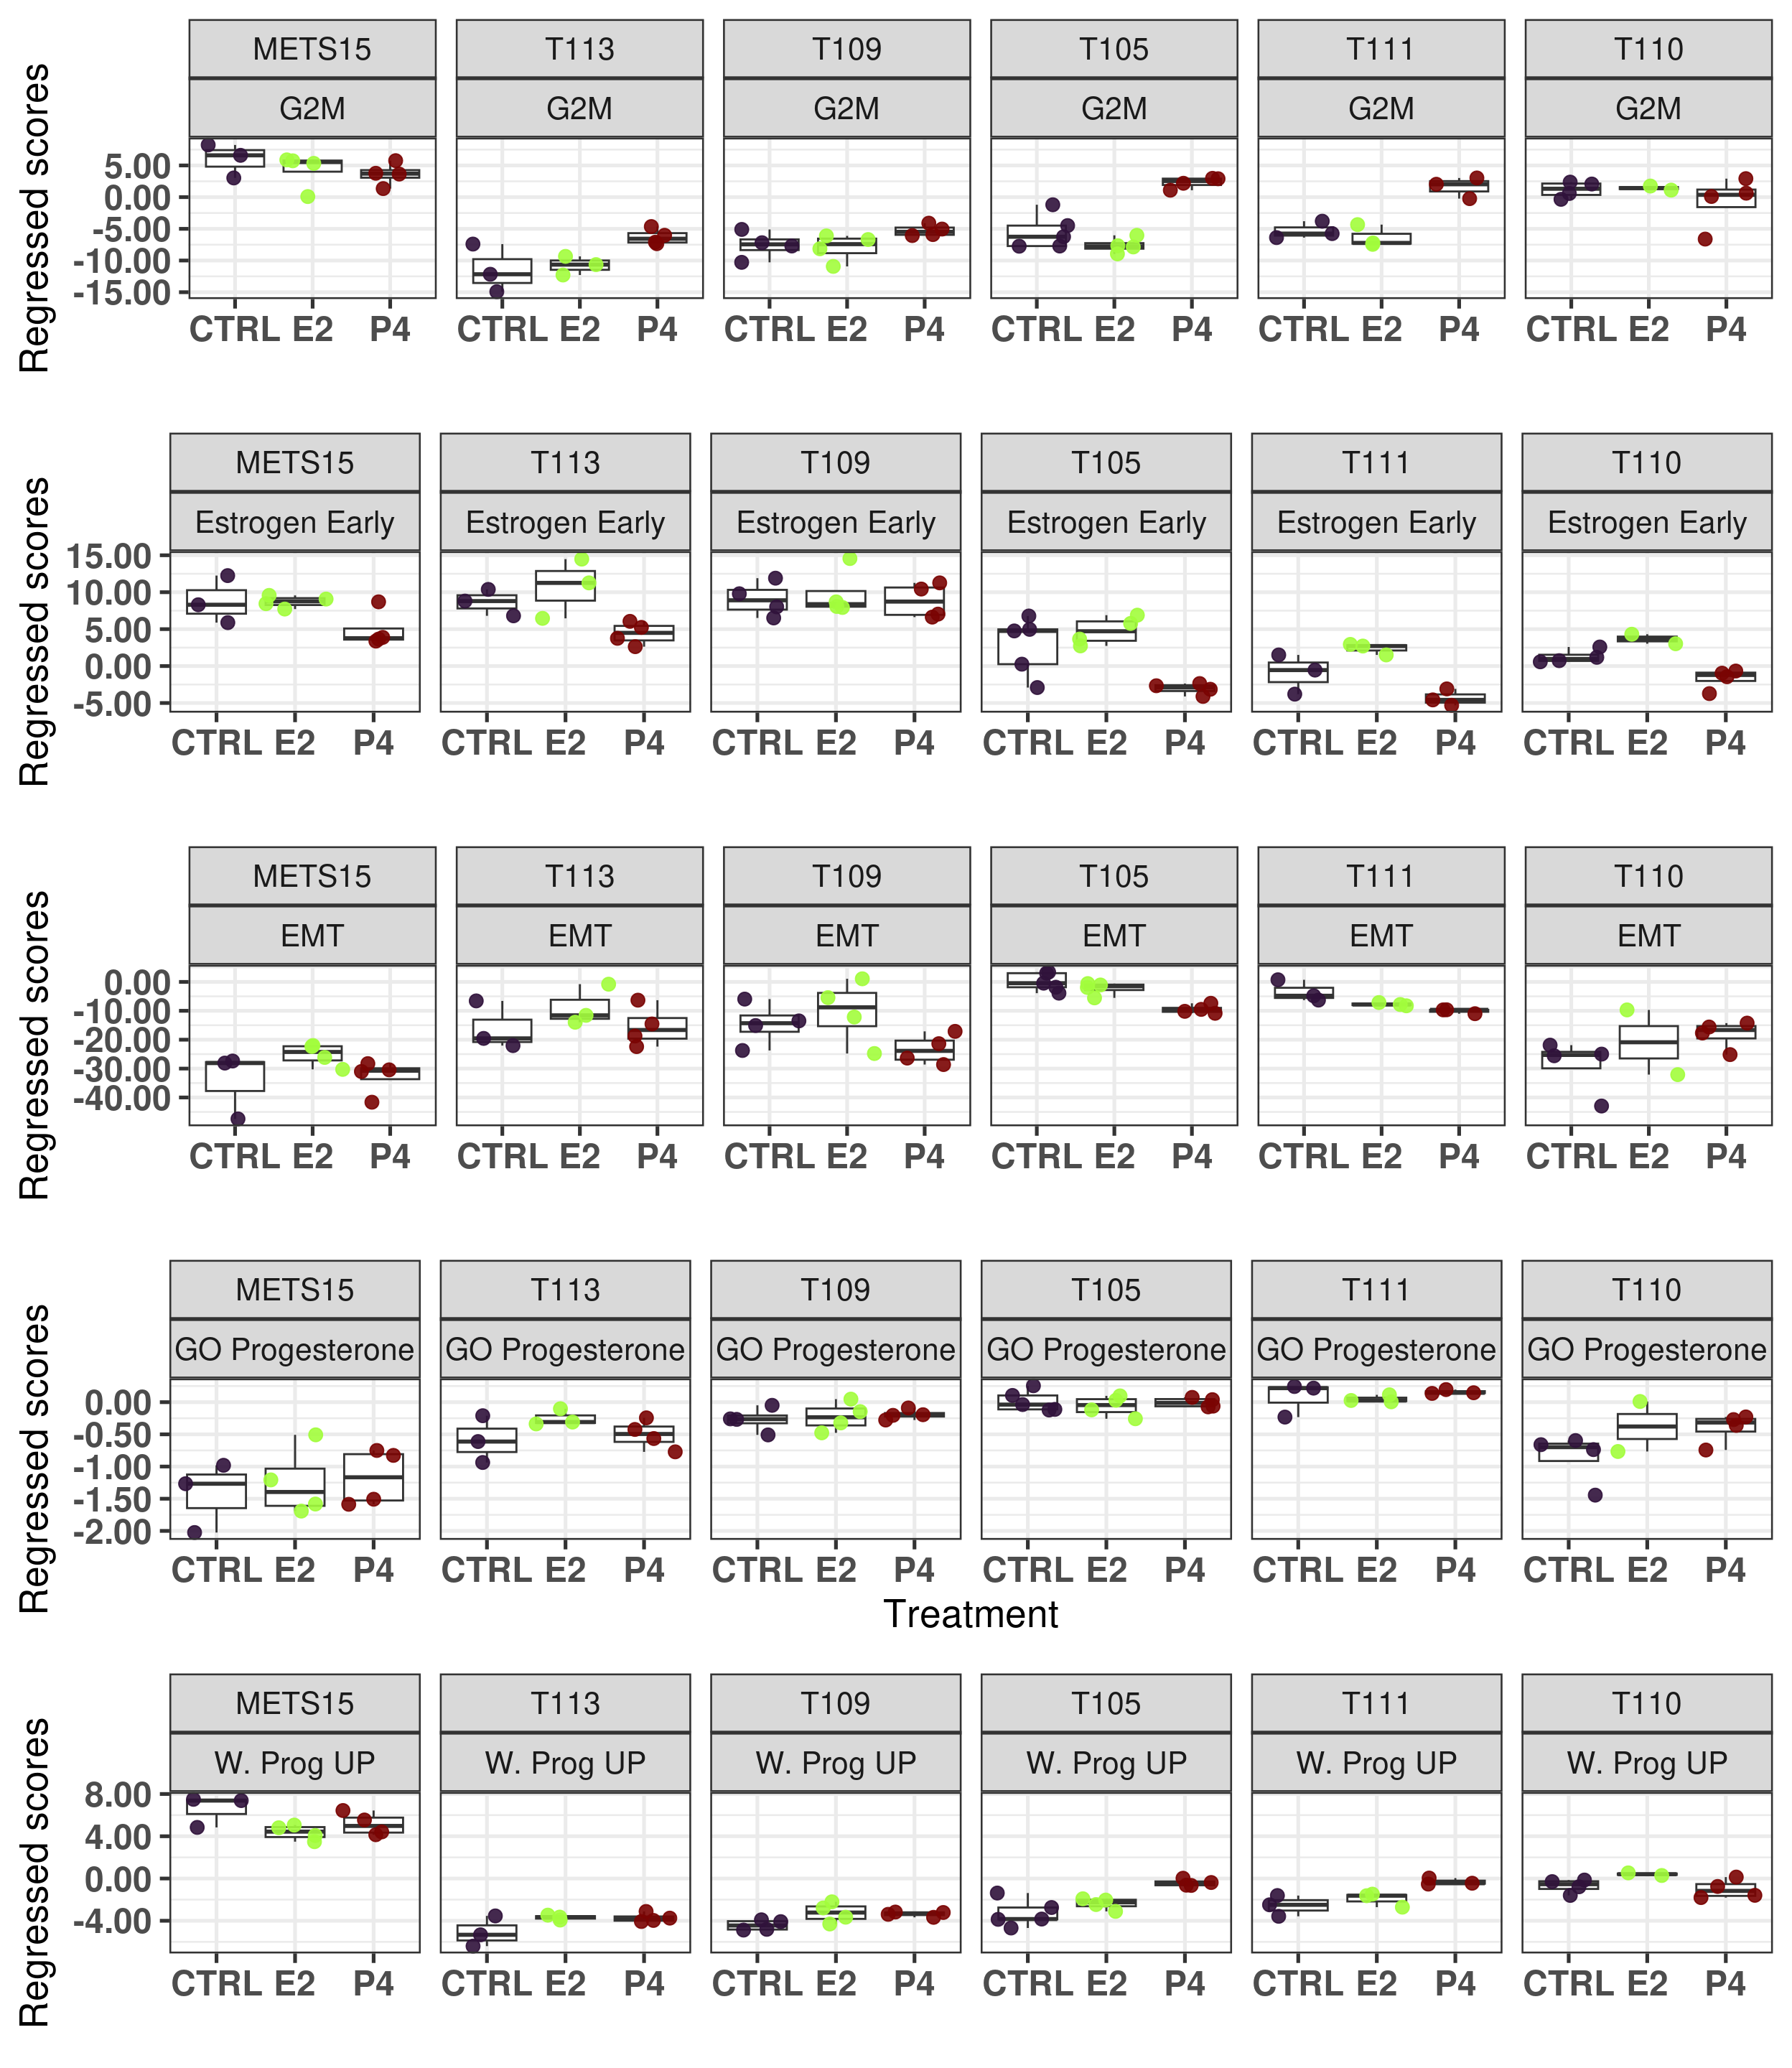 METS15 T113 T109 T105 T111 T110
G2M G2M G2M G2M G2M G2M
Regressed scores
5.00
0.00
-5.00
-10.00
-15.00
CTRL E2 P4 CTRL E2 P4 CTRL E2 P4 CTRL E2 P4 CTRL E2 P4 CTRL E2 P4
METS15 T113 T109 T105 T111 T110
Estrogen Early Estrogen Early Estrogen Early Estrogen Early Estrogen Early Estrogen Early
Regressed scores
15.00
10.00
5.00
0.00
-5.00
CTRL E2 P4 CTRL E2 P4 CTRL E2 P4 CTRL E2 P4 CTRL E2 P4 CTRL E2 P4
METS15 T113 T109 T105 T111 T110
EMT EMT EMT EMT EMT EMT
Regressed scores
0.00
-10.00
-20.00
-30.00
-40.00
CTRL E2 P4 CTRL E2 P4 CTRL E2 P4 CTRL E2 P4 CTRL E2 P4 CTRL E2 P4
METS15 T113 T109 T105 T111 T110
GO Progesterone GO Progesterone GO Progesterone GO Progesterone GO Progesterone GO Progesterone
Regressed scores
0.00
-0.50
-1.00
-1.50
-2.00
CTRL E2 P4 CTRL E2 P4 CTRL E2 P4 CTRL E2 P4 CTRL E2 P4 CTRL E2 P4
Treatment
METS15 T113 T109 T105 T111 T110
W. Prog UP W. Prog UP W. Prog UP W. Prog UP W. Prog UP W. Prog UP
Regressed scores
8.00
4.00
0.00
-4.00
CTRL E2 P4 CTRL E2 P4 CTRL E2 P4 CTRL E2 P4 CTRL E2 P4 CTRL E2 P4